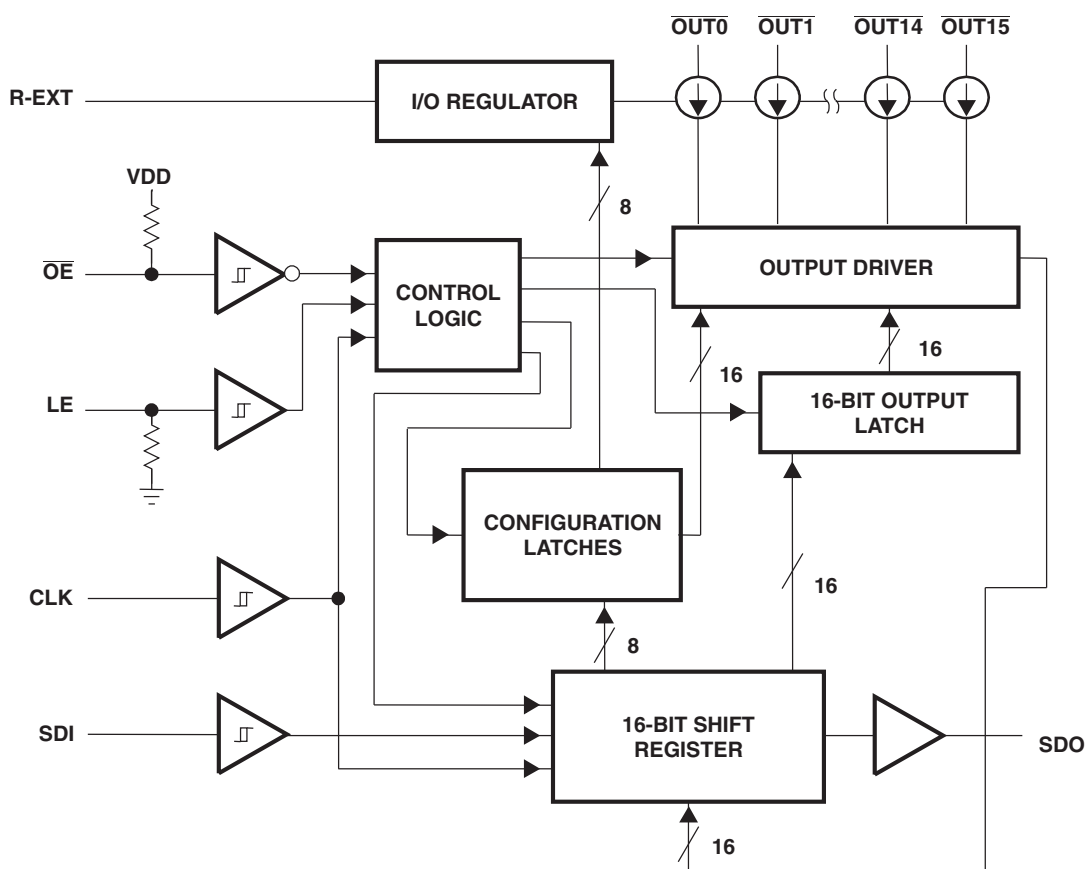 OUT0 OUT1 OUT14 OUT15
R-EXT
I/O REGULATOR
VDD
8
OE
CONTROL
LOGIC
OUTPUT DRIVER
16
16
LE
16-BIT OUTPUT
LATCH
CONFIGURATION
LATCHES
CLK
16
8
SDI
16-BIT SHIFT
REGISTER
SDO
16